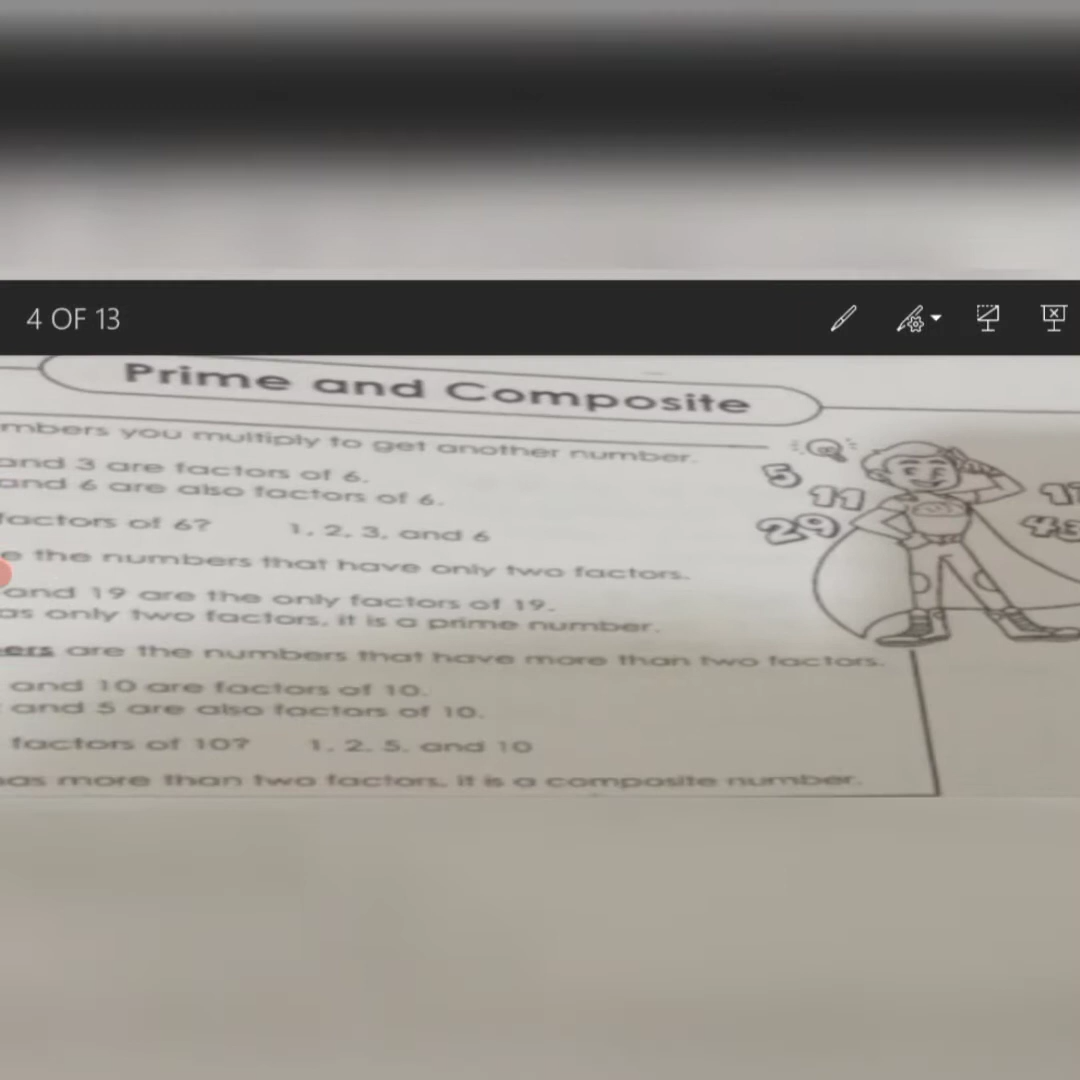 4 OF 13
Prime and Composite
mbers you multiply to get another number.
and 3 are factors of 6.
and 6 are also factors of 6.
factors of 6? 1, 2, 3, and 6
e the numbers that have only two factors.
and 19 are the only factors of 19.
as only two factors, it is a prime number.
ers are the numbers that have more than two factors.
and 10 are factors of 10.
and 5 are also factors of 10.
factors of 10? 1, 2, 5, and 10
as more than two factors, it is a composite number.
5
11
29
43